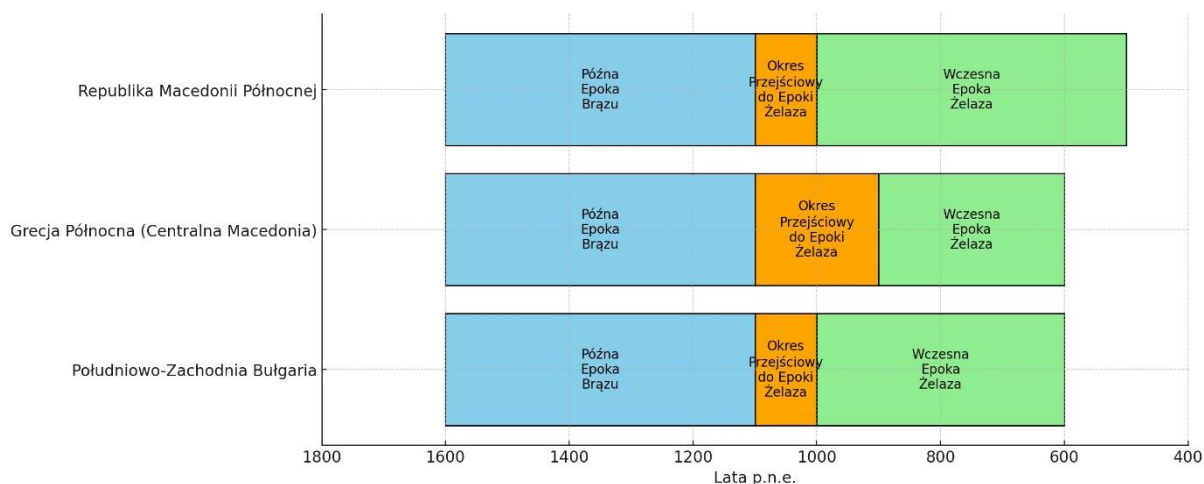 Republika Macedonii Północnej
Późna
Epoka
Brązu
Okres
Przejściowy
do Epoki
Żelaza
Wczesna
Epoka
Żelaza
Grecja Północna (Centralna Macedonia)
Późna
Epoka
Brązu
Okres
Przejściowy
do Epoki
Żelaza
Wczesna
Epoka
Żelaza
Południowo-Zachodnia Bułgaria
Późna
Epoka
Brązu
Okres
Przejściowy
do Epoki
Żelaza
Wczesna
Epoka
Żelaza
1800 1600 1400 1200 1000 800 600 400
Lata p.n.e.